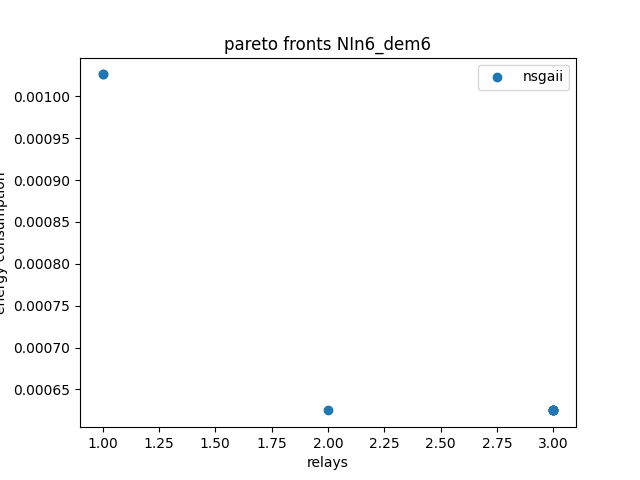 pareto fronts NIn6_dem6
nsgaii
0.00100
0.00095
0.00090
0.00085
0.00080
0.00075
0.00070
0.00065
energy consumption
1.00 1.25 1.50 1.75 2.00 2.25 2.50 2.75 3.00
relays